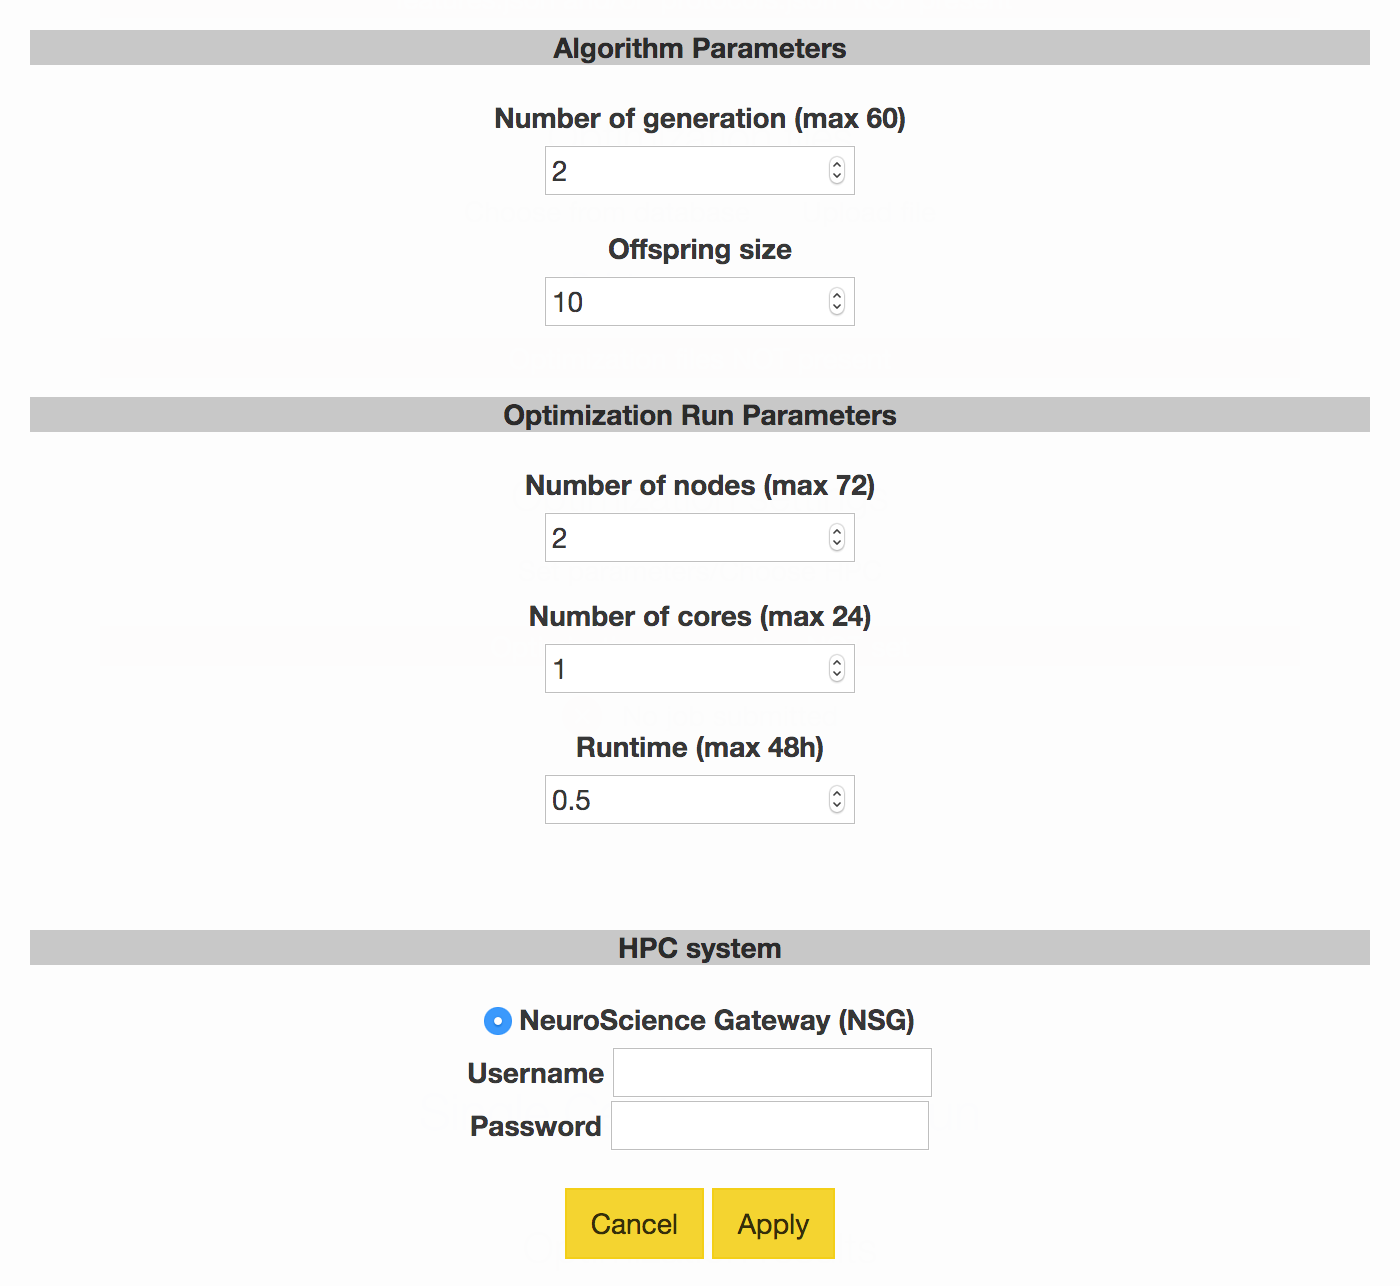 Algorithm Parameters
Number of generation (max 60)
2
Offspring size
10
Optimization Run Parameters
Number of nodes (max 72)
2
Number of cores (max 24)
1
Runtime (max 48h)
0.5
HPC system
NeuroScience Gateway (NSG)
Username
Password
Cancel Apply